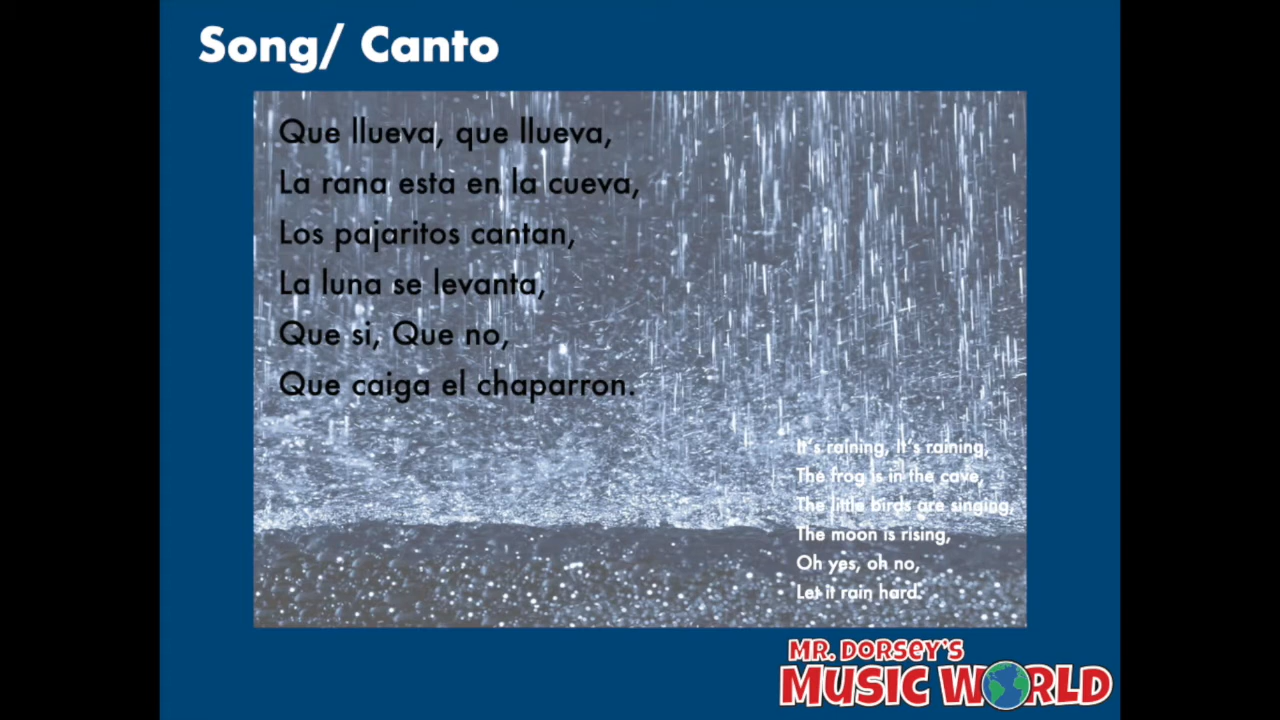 Song/ Canto
Que llueva, que llueva,
La rana esta en la cueva,
Los pajaritos cantan,
La luna se levanta,
Que si, Que no,
Que caiga el chaparron.
It's raining, It's raining,
The frog is in the cave,
The little birds are singing,
The moon is rising,
Oh yes, oh no,
Let it rain hard.
MR. DORSEY'S
MUSIC WORLD